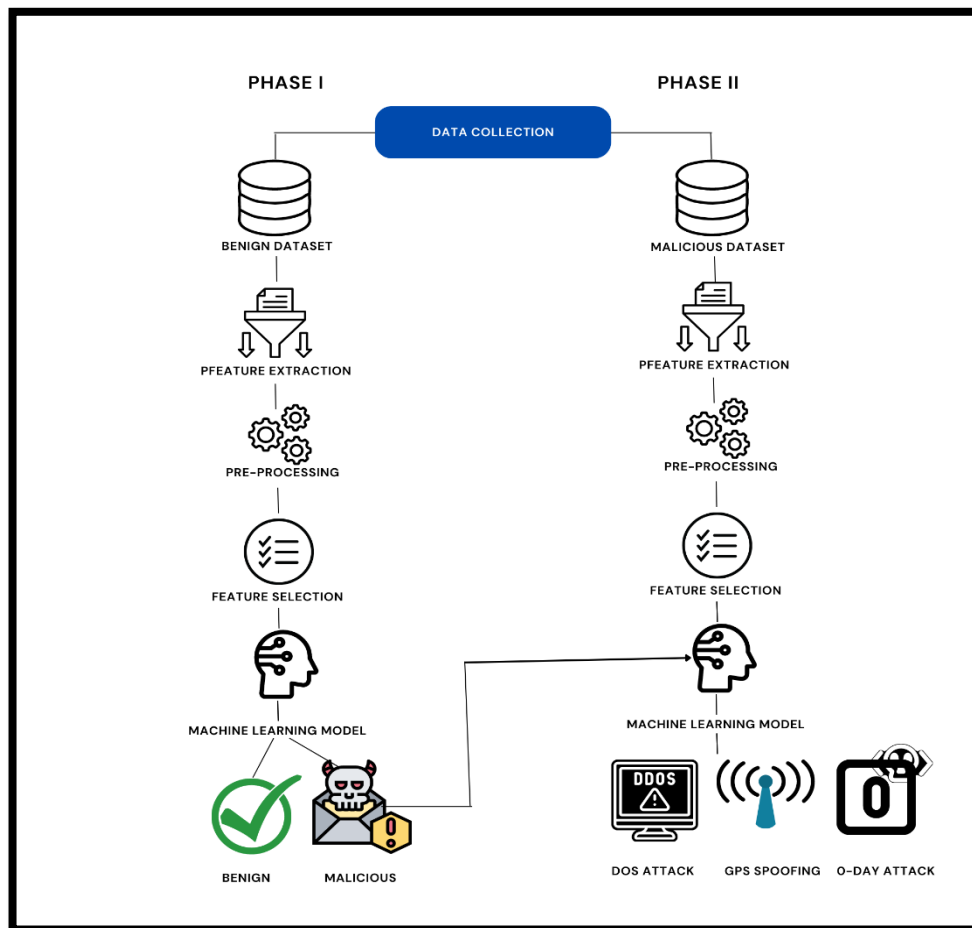 PHASE I
PHASE II
DATA COLLECTION
BENIGN DATASET
MALICIOUS DATASET
PFEATURE EXTRACTION
PFEATURE EXTRACTION
PRE-PROCESSING
PRE-PROCESSING
FEATURE SELECTION
FEATURE SELECTION
MACHINE LEARNING MODEL
MACHINE LEARNING MODEL
DDOS
0
BENIGN
MALICIOUS
DOS ATTACK
GPS SPOOFING
0-DAY ATTACK